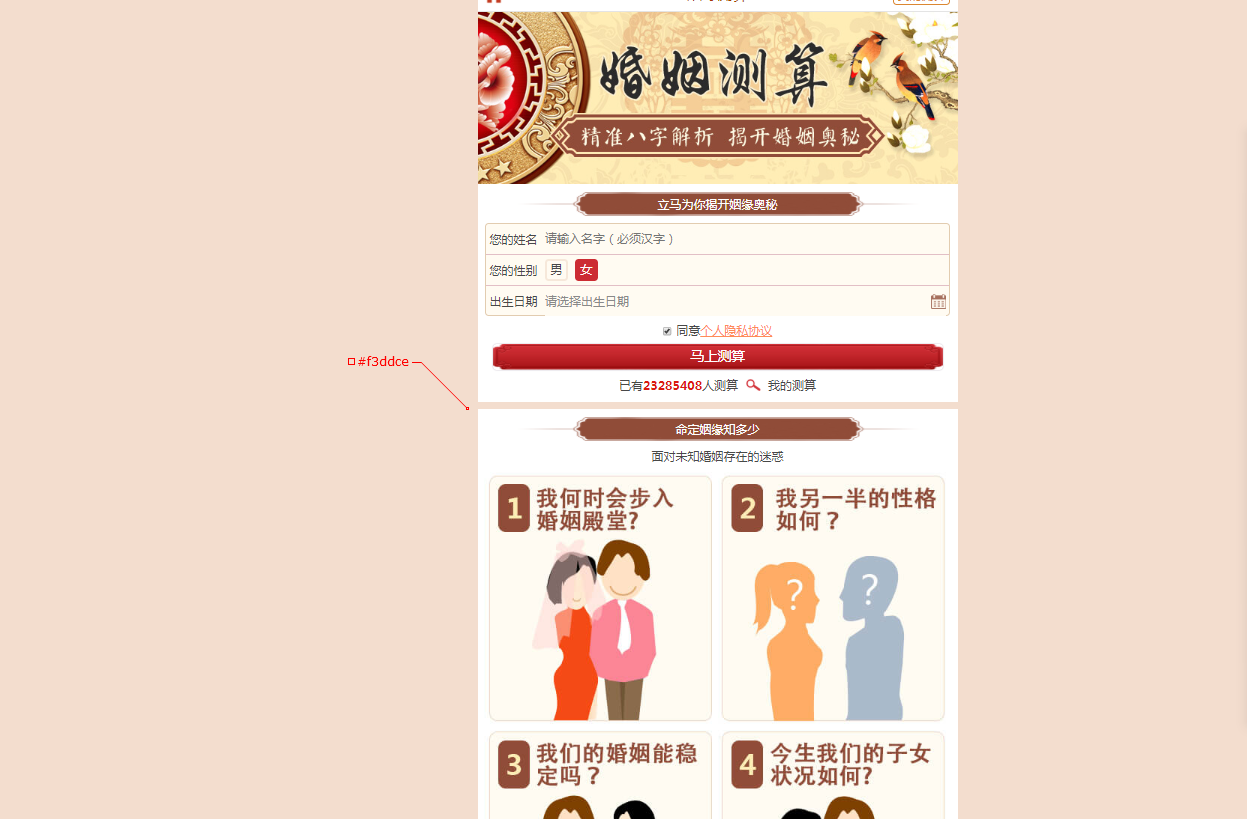 婚姻测算
精准八字解析 揭开婚姻奥秘
立马为你揭开姻缘奥秘
您的姓名 请输入名字（必须汉字）
您的性别 男 女
出生日期 请选择出生日期
同意个人隐私协议
马上测算
#f3ddce
已有23285408人测算 我的测算
命定姻缘知多少
面对未知婚姻存在的迷惑
1 我何时会步入
婚姻殿堂?
2 我另一半的性格
如何？
? ?
3 我们的婚姻能稳
定吗？
4 今生我们的子女
状况如何?